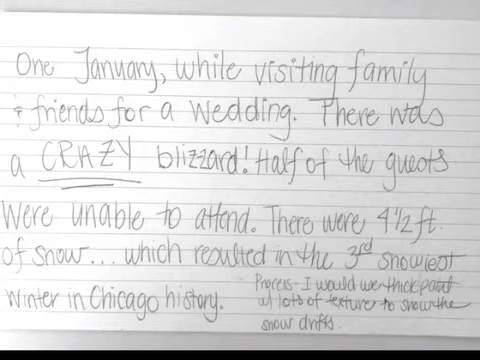 One January, while visiting family
& friends for a wedding. There was
a CRAZY blizzard! Half of the guests
were unable to attend. There were 4½ ft.
of snow... which resulted in the 3rd snowiest
winter in Chicago history.
Process - I would use thick paint
w/ lots of texture to show the
snow drifts.